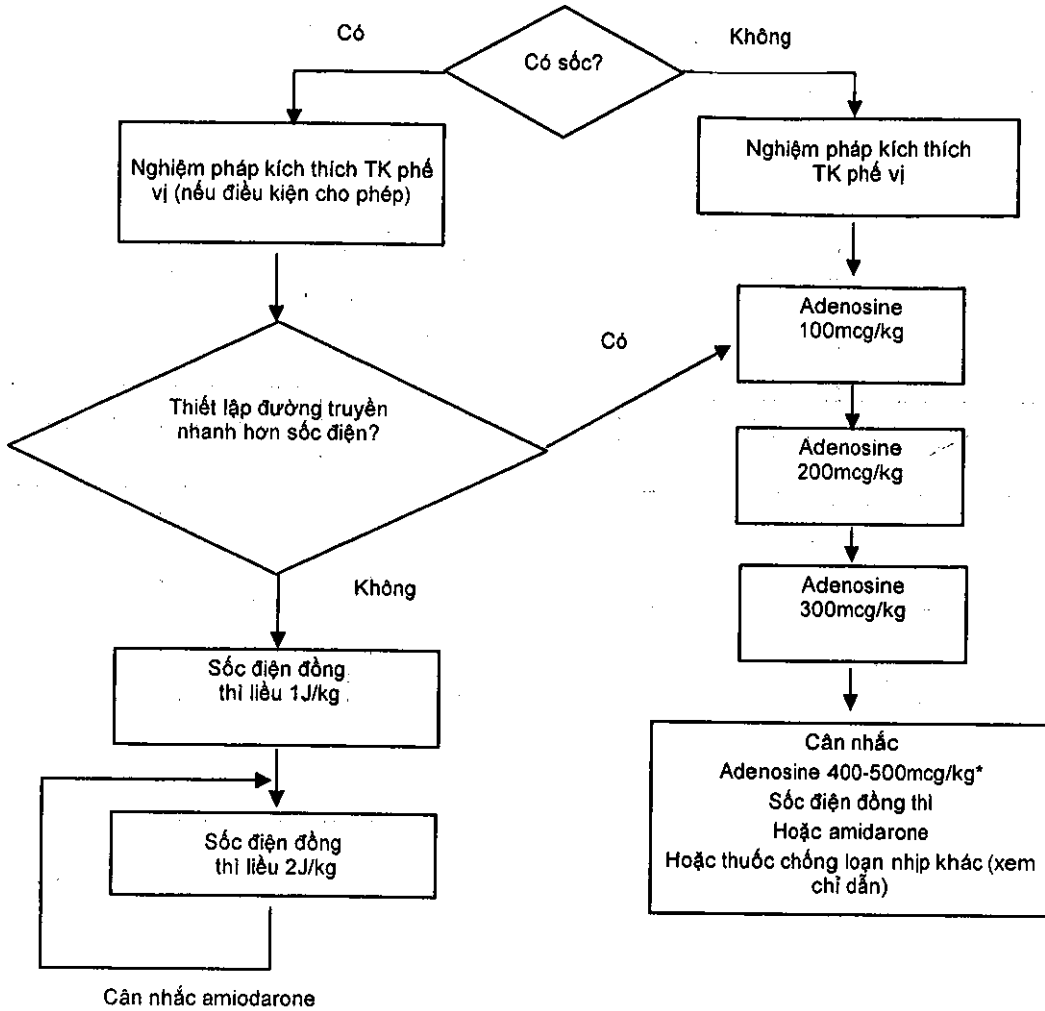 Có
Không
Có sốc?
Nghiệm pháp kích thích TK phế
vị (nếu điều kiện cho phép)
Nghiệm pháp kích thích
TK phế vị
Adenosine
100mcg/kg
Có
Thiết lập đường truyền
nhanh hơn sốc điện?
Adenosine
200mcg/kg
Không
Adenosine
300mcg/kg
Sốc điện đồng
thì liều 1J/kg
Sốc điện đồng
thì liều 2J/kg
Cân nhắc
Adenosine 400-500mcg/kg*
Sốc điện đồng thì
Hoặc amidarone
Hoặc thuốc chống loạn nhịp khác (xem
chỉ dẫn)
Cân nhắc amiodarone